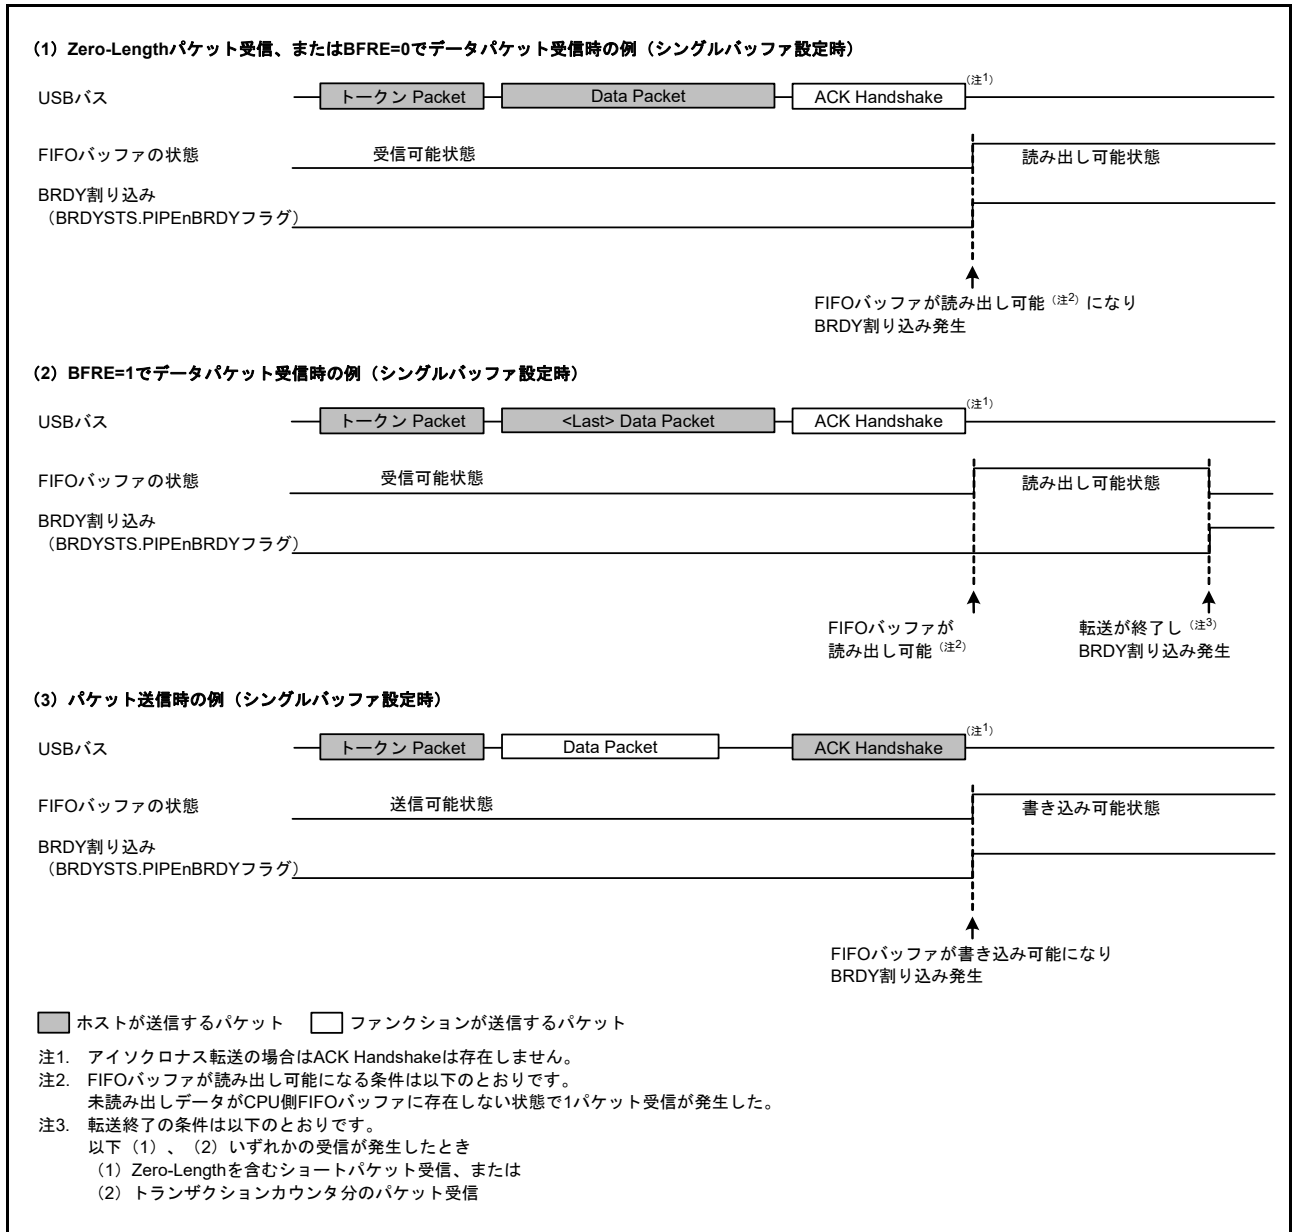 (1) Zero-Lengthパケット受信、またはBFRE=0でデータパケット受信時の例（シングルバッファ設定時）
USBバス
トークン Packet
Data Packet
ACK Handshake
（注1）
FIFOバッファの状態
受信可能状態
読み出し可能状態
BRDY割り込み
（BRDYSTS.PIPEnBRDYフラグ）
FIFOバッファが読み出し可能（注2）になり
BRDY割り込み発生
(2) BFRE=1でデータパケット受信時の例（シングルバッファ設定時）
USBバス
トークン Packet
<Last> Data Packet
ACK Handshake
（注1）
FIFOバッファの状態
受信可能状態
読み出し可能状態
BRDY割り込み
（BRDYSTS.PIPEnBRDYフラグ）
FIFOバッファが
読み出し可能（注2）
転送が終了し（注3）
BRDY割り込み発生
(3) パケット送信時の例（シングルバッファ設定時）
USBバス
トークン Packet
Data Packet
ACK Handshake
（注1）
FIFOバッファの状態
送信可能状態
書き込み可能状態
BRDY割り込み
（BRDYSTS.PIPEnBRDYフラグ）
FIFOバッファが書き込み可能になり
BRDY割り込み発生
ホストが送信するパケット
ファンクションが送信するパケット
注1. アイソクロナス転送の場合はACK Handshakeは存在しません。
注2. FIFOバッファが読み出し可能になる条件は以下のとおりです。
未読み出しデータがCPU側FIFOバッファに存在しない状態で1パケット受信が発生した。
注3. 転送終了の条件は以下のとおりです。
以下（1）、（2）いずれかの受信が発生したとき
（1）Zero-Lengthを含むショートパケット受信、または
（2）トランザクションカウンタ分のパケット受信